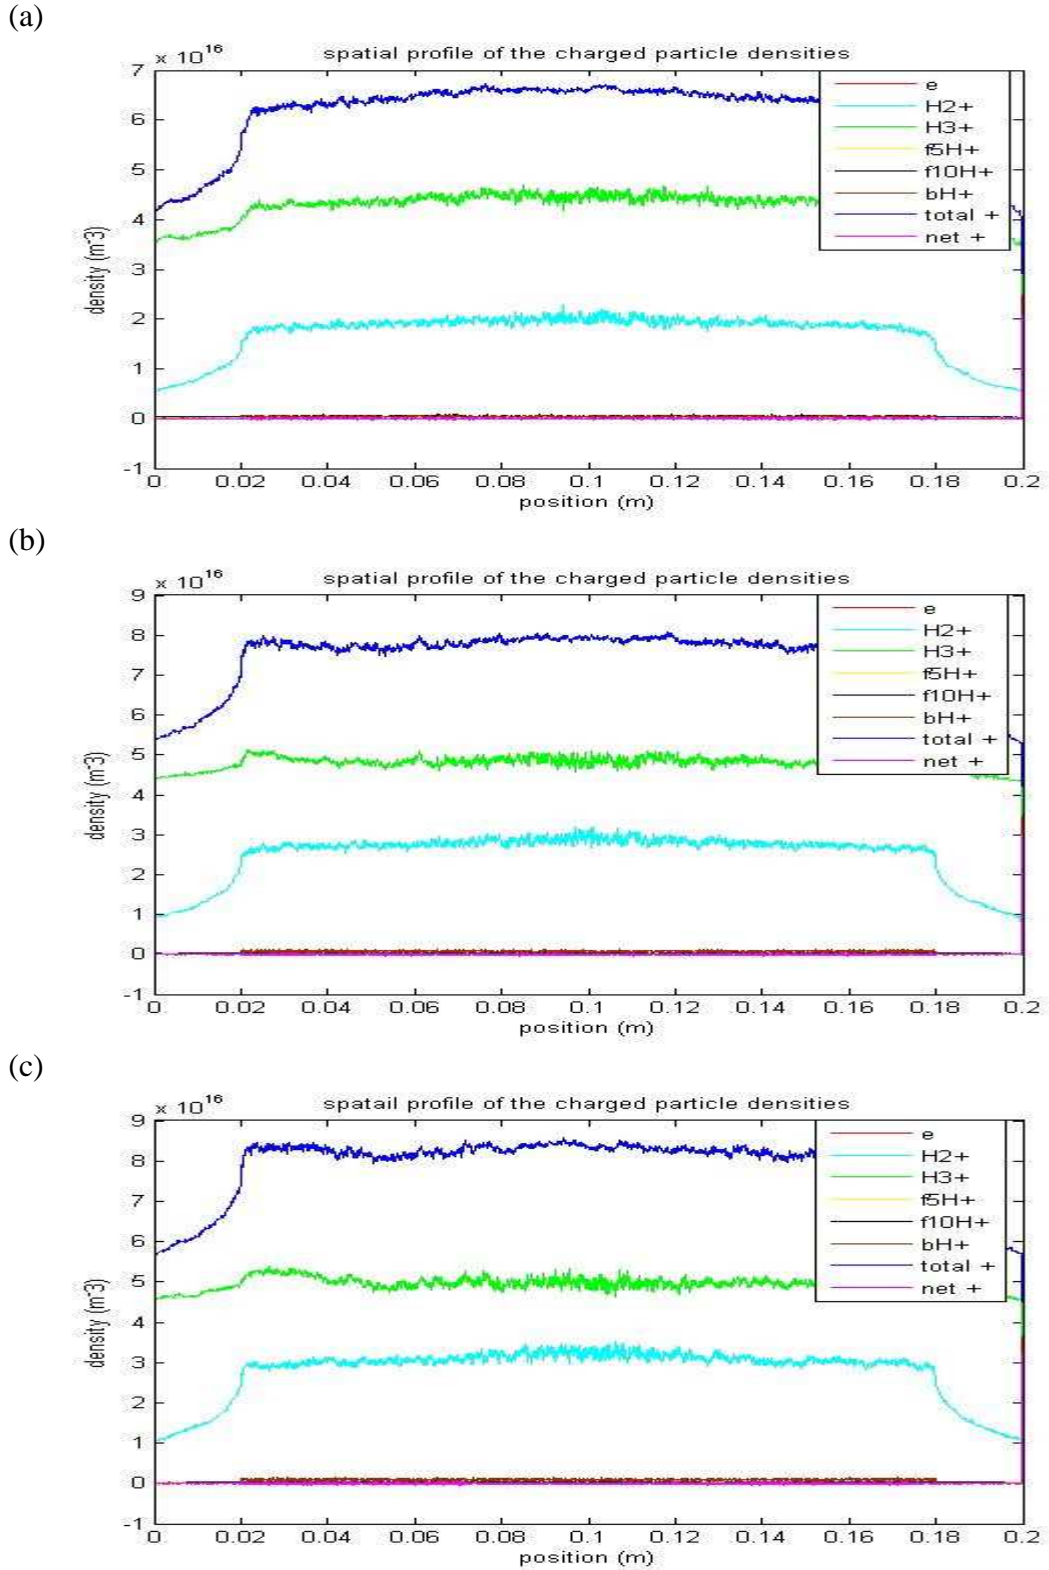 (a)
x 10^16
spatial profile of the charged particle densities
7
6
5
4
3
2
1
0
-1
density (m-3)
e
H2+
H3+
f5H+
f10H+
bH+
total +
net +
0 0.02 0.04 0.06 0.08 0.1 0.12 0.14 0.16 0.18 0.2
position (m)
(b)
x 10^16
spatial profile of the charged particle densities
9
8
7
6
5
4
3
2
1
0
-1
density (m-3)
e
H2+
H3+
f5H+
f10H+
bH+
total +
net +
0 0.02 0.04 0.06 0.08 0.1 0.12 0.14 0.16 0.18 0.2
position (m)
(c)
x 10^16
spatail profile of the charged particle densities
9
8
7
6
5
4
3
2
1
0
-1
density (m-3)
e
H2+
H3+
f5H+
f10H+
bH+
total +
net +
0 0.02 0.04 0.06 0.08 0.1 0.12 0.14 0.16 0.18 0.2
position (m)